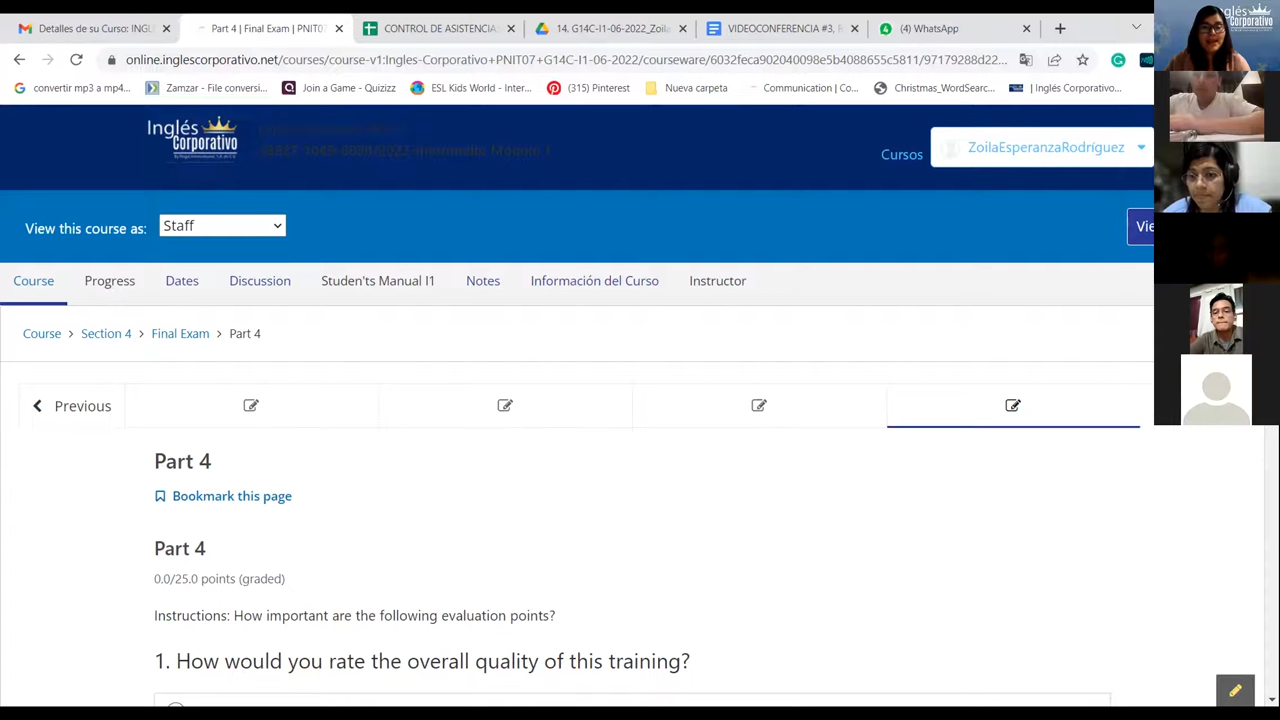 Detalles de su Curso: INGL
Part 4 | Final Exam | PNIT07
CONTROL DE ASISTENCIAS
1-G14C-I1-06-2022_Zoila
VIDEOCONFERENCIA #3, R
(4) WhatsApp
online.inglescorporativo.net/courses/course-v1:Ingles-Corporativo+PNIT07+G14C-I1-06-2022/courseware/6032feca902040098e5b4088655c5811/97179288d22...
convertir mp3 a mp4...
Zamzar - File conversi...
Join a Game - Quizizz
ESL Kids World - Inter...
(315) Pinterest
Nueva carpeta
Communication | Co...
Christmas_WordSearc...
| Inglés Corporativo...
Inglés
Corporativo
Cursos
ZoilaEsperanzaRodríguez
View this course as:
Staff
Vie
Course
Progress
Dates
Discussion
Studen'ts Manual I1
Notes
Información del Curso
Instructor
Course > Section 4 > Final Exam > Part 4
Previous
Part 4
Bookmark this page
Part 4
0.0/25.0 points (graded)
Instructions: How important are the following evaluation points?
1. How would you rate the overall quality of this training?